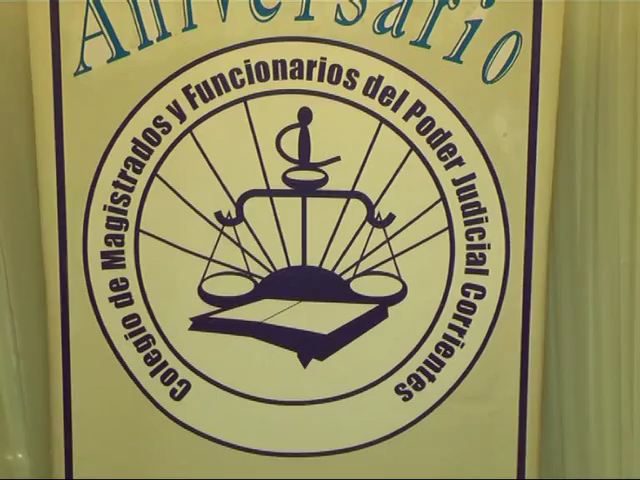 Aniversario
Colegio de Magistrados y Funcionarios del Poder Judicial Corrientes